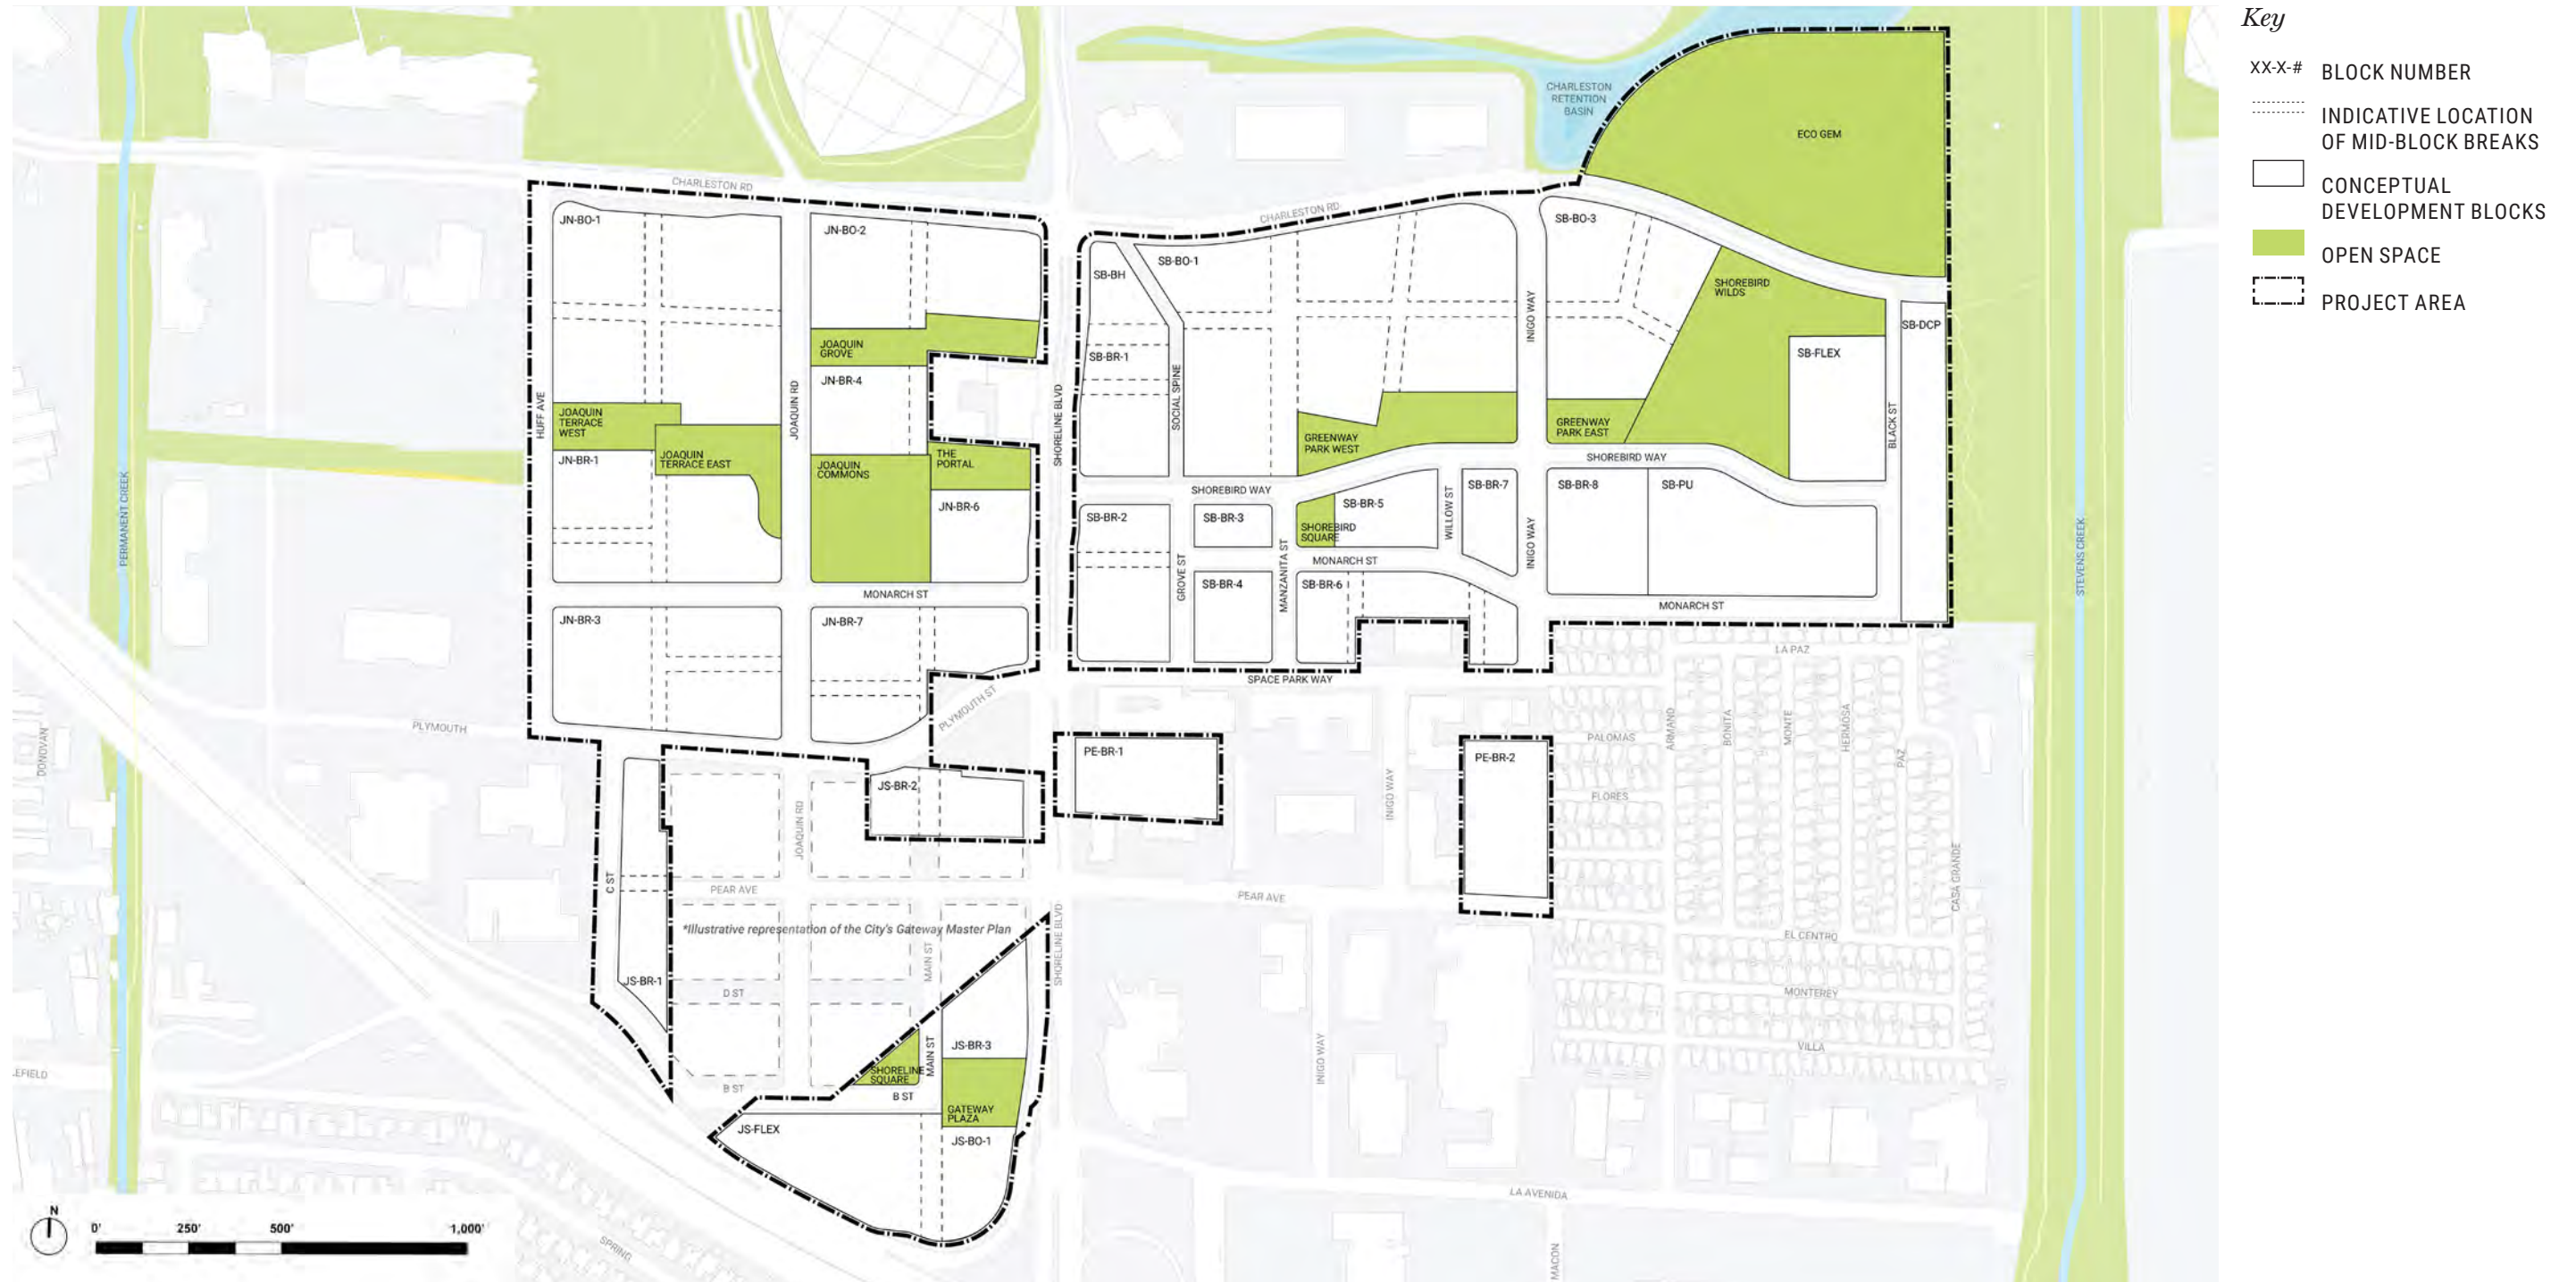 Key
XX-X-# BLOCK NUMBER
INDICATIVE LOCATION
OF MID-BLOCK BREAKS
CONCEPTUAL
DEVELOPMENT BLOCKS
OPEN SPACE
PROJECT AREA
CHARLESTON
RETENTION
BASIN
ECO GEM
CHARLESTON RD
CHARLESTON RD
JN-BO-1
JN-BO-2
SB-BH
SB-BO-1
SB-BO-3
SHOREBIRD
WILDS
INIGO WAY
SB-DCP
JOAQUIN
GROVE
SB-BR-1
SB-FLEX
JN-BR-4
HUFF AVE
JOAQUIN RD
SHORELINE BLVD
SOCIAL SPINE
BLACK ST
JOAQUIN
TERRACE
WEST
GREENWAY
PARK WEST
GREENWAY
PARK EAST
JN-BR-1
JOAQUIN
TERRACE EAST
JOAQUIN
COMMONS
THE
PORTAL
SHOREBIRD WAY
SHOREBIRD WAY
JN-BR-6
SB-BR-2
SB-BR-3
SB-BR-5
SHOREBIRD
SQUARE
WILLOW ST
SB-BR-7
SB-BR-8
SB-PU
PERMANENT CREEK
STEVENS CREEK
INIGO WAY
MONARCH ST
GROVE ST
MANZANITA ST
SB-BR-4
SB-BR-6
MONARCH ST
MONARCH ST
JN-BR-3
JN-BR-7
LA PAZ
SPACE PARK WAY
PLYMOUTH ST
PLYMOUTH
DONOVAN
PALOMAS
ARMAND
BONITA
MONTE
HERMOSA
PAZ
PE-BR-1
PE-BR-2
JS-BR-2
JOAQUIN RD
INIGO WAY
FLORES
C ST
PEAR AVE
PEAR AVE
CASA GRANDE
*Illustrative representation of the City's Gateway Master Plan
MAIN ST
SHORELINE BLVD
EL CENTRO
JS-BR-1
D ST
MONTEREY
JS-BR-3
MAIN ST
VILLA
INIGO WAY
SHORELINE
SQUARE
LEFIELD
B ST
B ST
GATEWAY
PLAZA
JS-FLEX
JS-BO-1
LA AVENIDA
N
0' 250' 500' 1,000'
SPRING
MACON